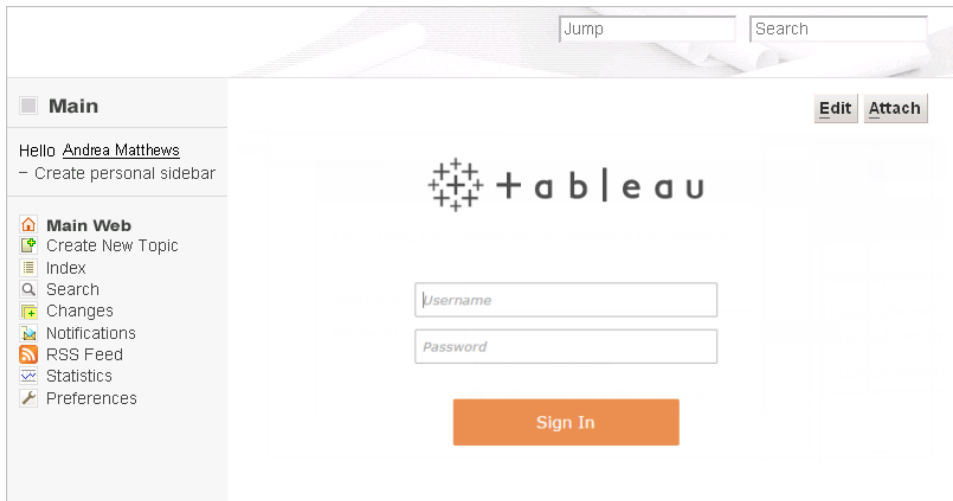 Jump
Search
Main
Edit
Attach
Hello Andrea Matthews
– Create personal sidebar
Main Web
Create New Topic
Index
Search
Changes
Notifications
RSS Feed
Statistics
Preferences
tableau
Username
Password
Sign In